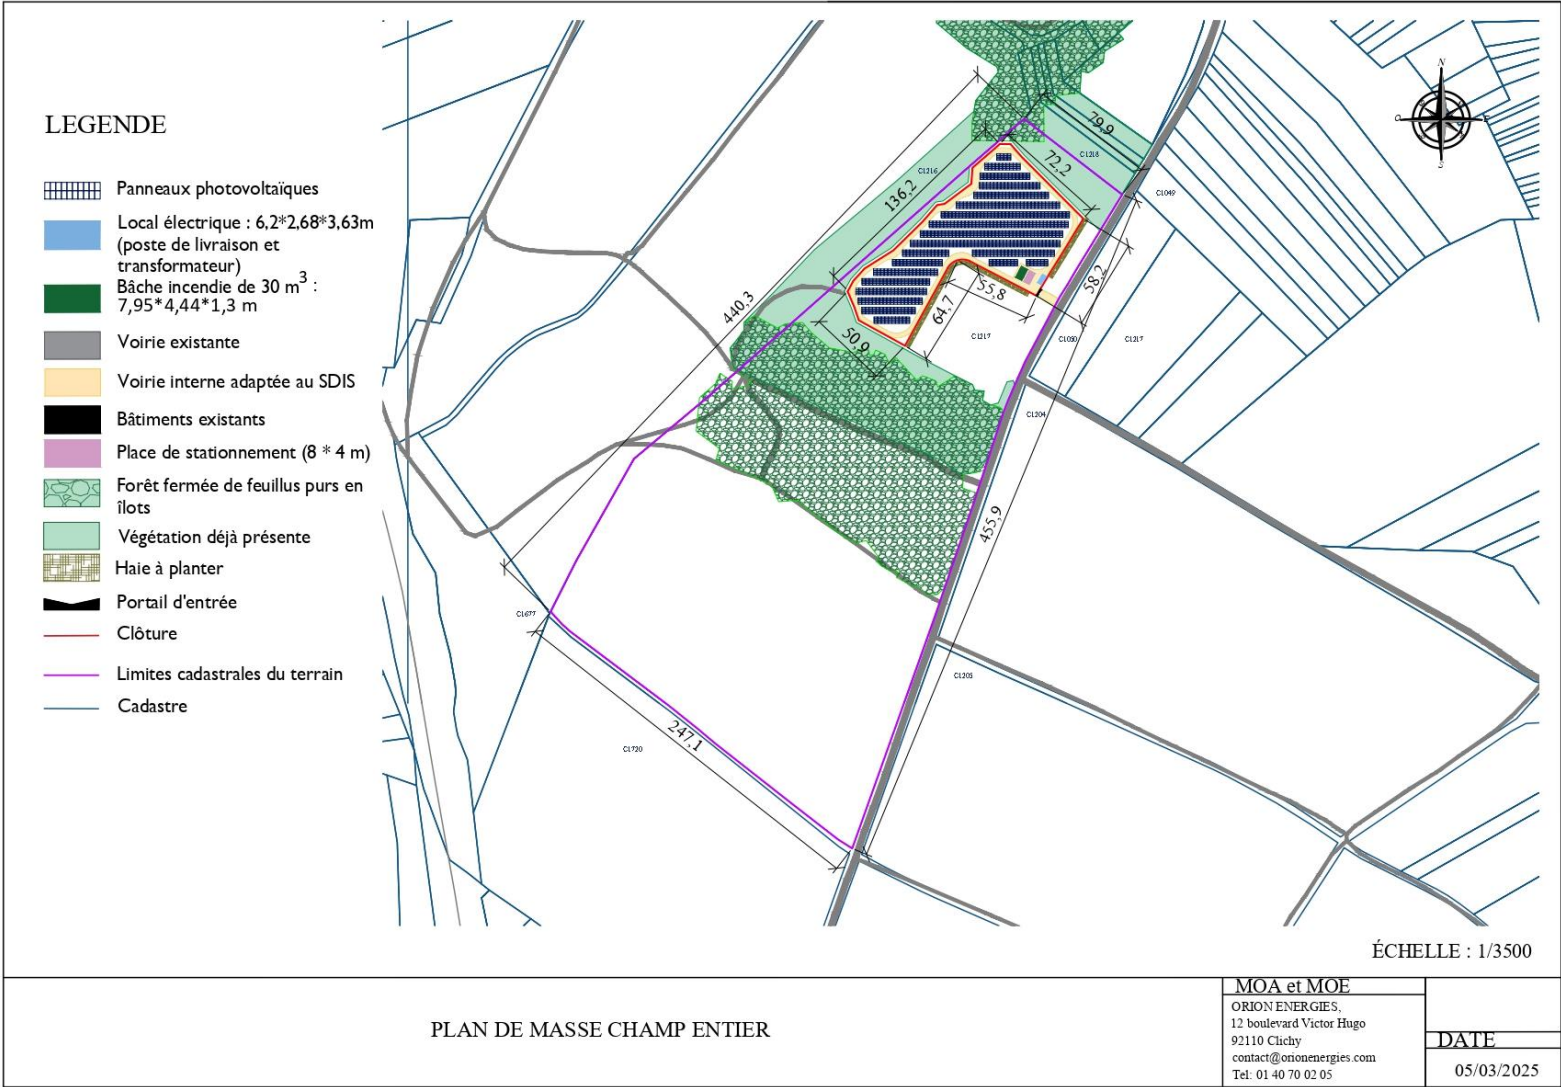 LEGENDE
Panneaux photovoltaïques
Local électrique : 6,2*2,68*3,63m
(poste de livraison et
transformateur)
Bâche incendie de 30 m³ :
7,95*4,44*1,3 m
Voirie existante
Voirie interne adaptée au SDIS
Bâtiments existants
Place de stationnement (8 * 4 m)
Forêt fermée de feuillus purs en
îlots
Végétation déjà présente
Haie à planter
Portail d'entrée
Clôture
Limites cadastrales du terrain
Cadastre
N
O
E
S
79,9
C1218
72,2
C1216
C1049
136,2
58,2
55,8
440,3
64,7
50,9
C1217
C1050
C1217
C1204
455,9
C1677
C1205
247,1
C1720
ÉCHELLE : 1/3500
PLAN DE MASSE CHAMP ENTIER
MOA et MOE
ORION ENERGIES,
12 boulevard Victor Hugo
92110 Clichy
contact@orionenergies.com
Tel: 01 40 70 02 05
DATE
05/03/2025